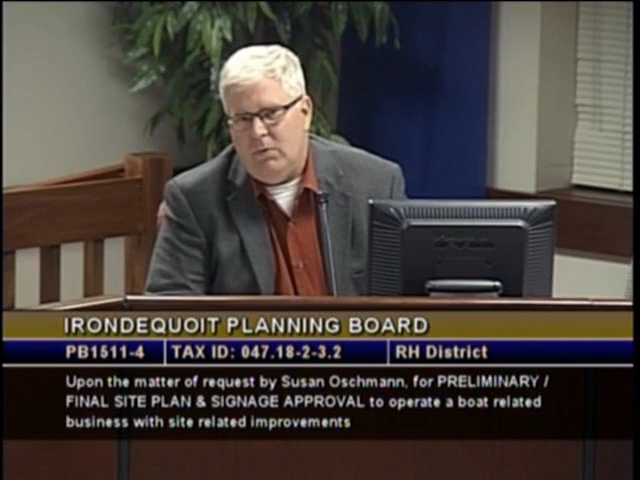 IRONDEQUOIT PLANNING BOARD
PB1511-4 TAX ID: 047.18-2-3.2 RH District
Upon the matter of request by Susan Oschmann, for PRELIMINARY /
FINAL SITE PLAN & SIGNAGE APPROVAL to operate a boat related
business with site related improvements